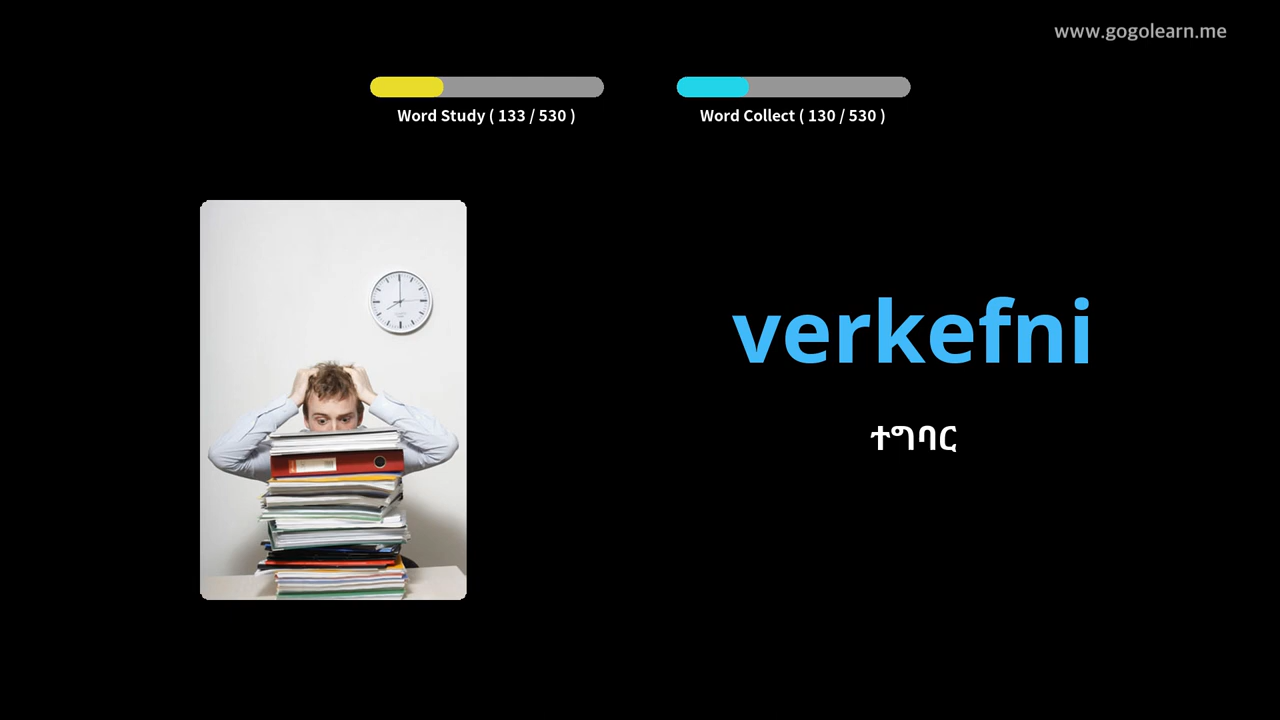 www.gogolearn.me
Word Study ( 133 / 530 )
Word Collect ( 130 / 530 )
verkefni
ተግባር